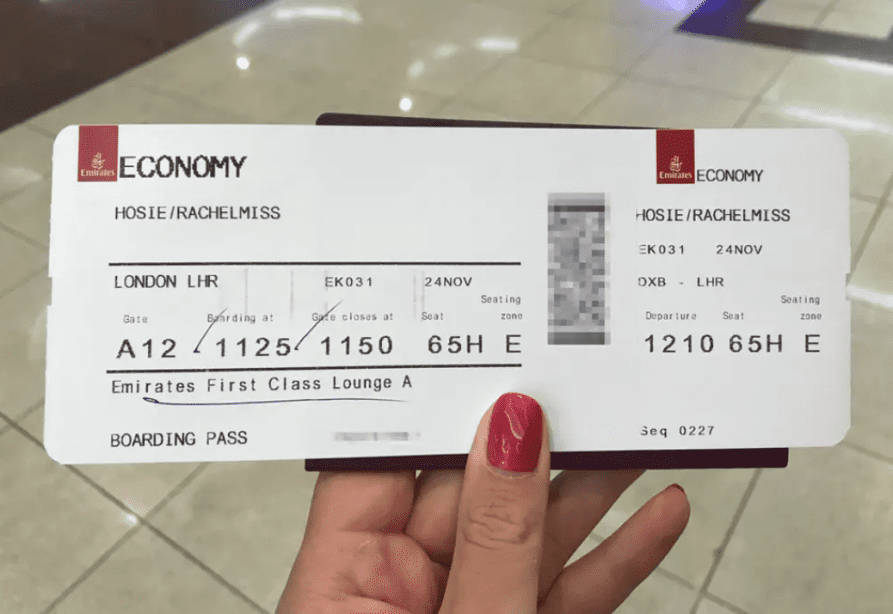 Emirates ECONOMY
HOSIE/RACHELMISS
LONDON LHR EK031 24NOV
Gate Boarding at Gate closes at Seat Seating zone
A12 1125 1150 65H E
Emirates First Class Lounge A
BOARDING PASS
Emirates ECONOMY
HOSIE/RACHELMISS
EK031 24NOV
DXB - LHR
Departure Seat Seating zone
1210 65H E
Seq 0227